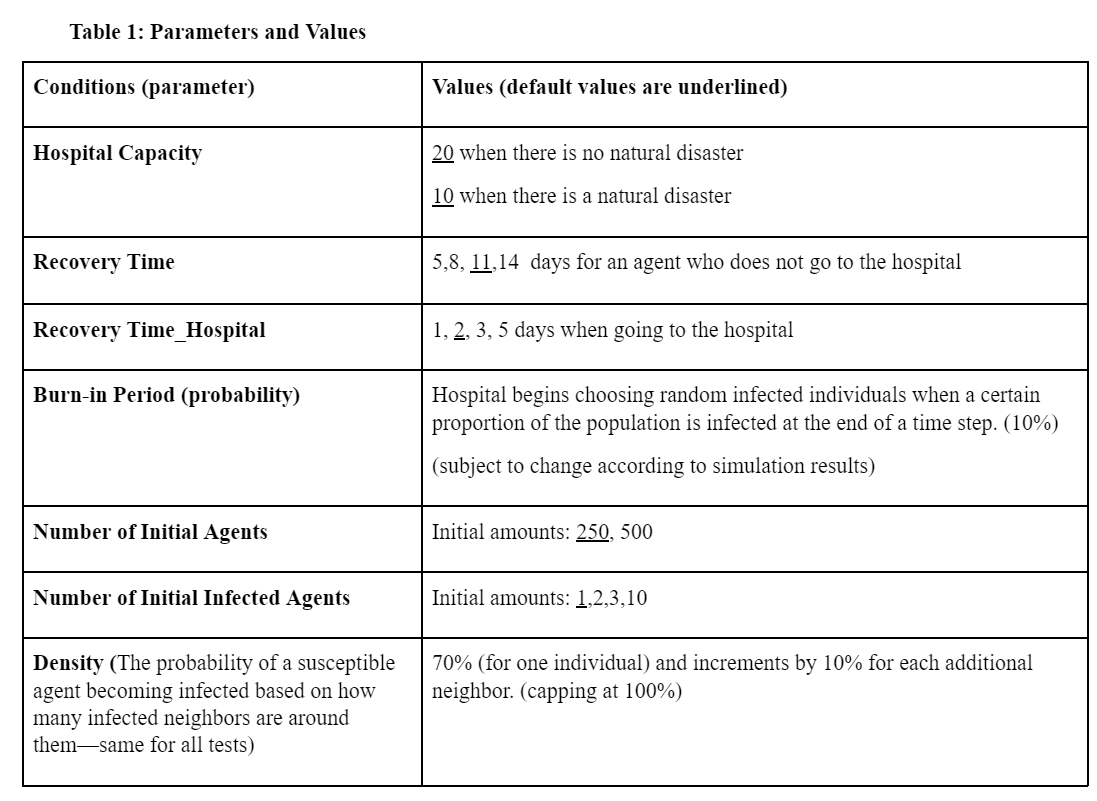 Table 1: Parameters and Values
Conditions (parameter)
Values (default values are underlined)
Hospital Capacity
20 when there is no natural disaster
10 when there is a natural disaster
Recovery Time
5,8, 11,14  days for an agent who does not go to the hospital
Recovery Time_Hospital
1, 2, 3, 5 days when going to the hospital
Burn-in Period (probability)
Hospital begins choosing random infected individuals when a certain
proportion of the population is infected at the end of a time step. (10%)
(subject to change according to simulation results)
Number of Initial Agents
Initial amounts: 250, 500
Number of Initial Infected Agents
Initial amounts: 1,2,3,10
Density (The probability of a susceptible
agent becoming infected based on how
many infected neighbors are around
them—same for all tests)
70% (for one individual) and increments by 10% for each additional
neighbor. (capping at 100%)